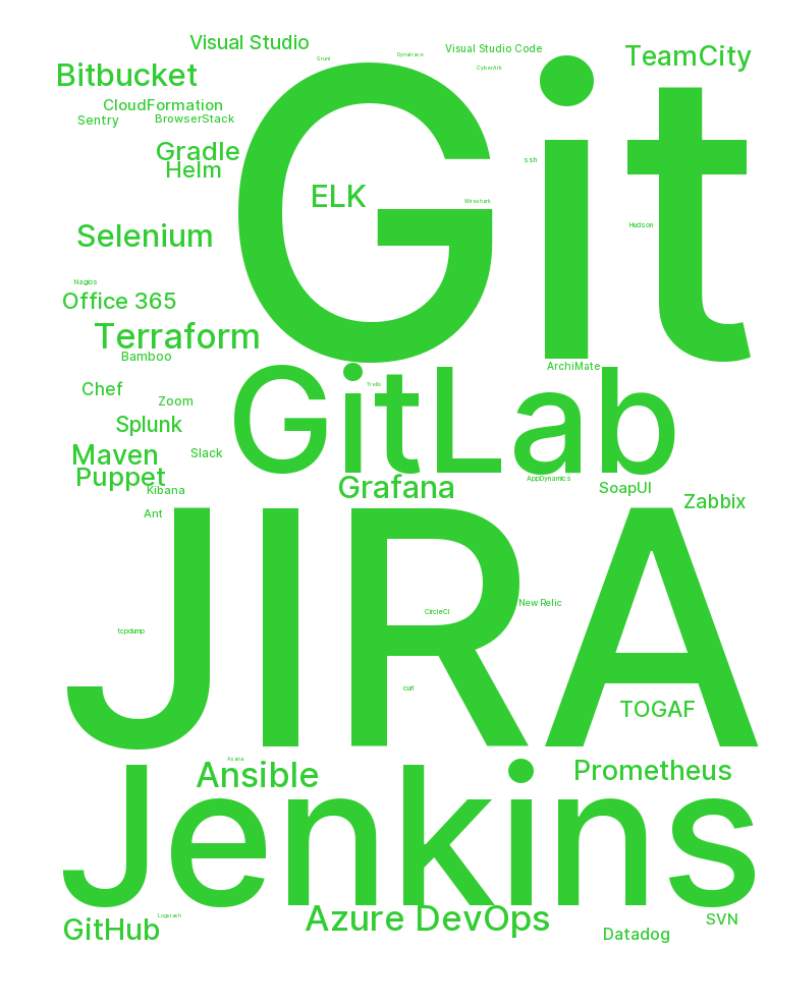 Visual Studio
Visual Studio Code
Grunt
Dynatrace
TeamCity
CyberArk
Bitbucket
CloudFormation
Sentry
BrowserStack
Git
ssh
Gradle
Helm
ELK
Wireshark
Hudson
Selenium
Nagios
Office 365
Terraform
Bamboo
ArchiMate
GitLab
Trello
Chef
Zoom
Splunk
Maven
Slack
Puppet
Kibana
Grafana
AppDynamics
SoapUI
Zabbix
Ant
JIRA
CircleCI
New Relic
tcpdump
curl
TOGAF
Asana
Ansible
Prometheus
Jenkins
Logstash
GitHub
Azure DevOps
SVN
Datadog